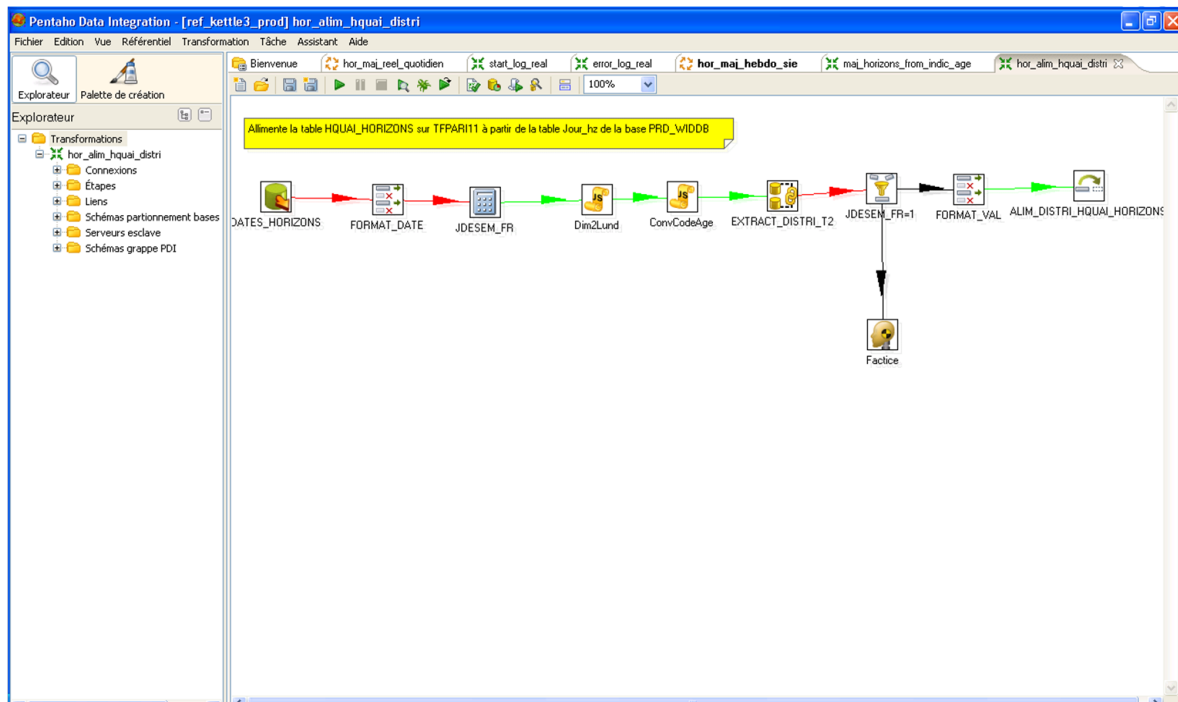 Pentaho Data Integration - [ref_kettle3_prod] hor_alim_hquai_distri
Fichier Edition Vue Référentiel Transformation Tâche Assistant Aide
Explorateur Palette de création
Bienvenue hor_maj_reel_quotidien start_log_real error_log_real hor_maj_hebdo_sie maj_horizons_from_indic_age hor_alim_hquai_distri
100%
Explorateur
Transformations
hor_alim_hquai_distri
Connexions
Étapes
Liens
Schémas partionnement bases
Serveurs esclave
Schémas grappe PDI
Allimente la table HQUAI_HORIZONS sur TFPARI11 à partir de la table Jour_hz de la base PRD_WIDDB
JS JS
DATES_HORIZONS FORMAT_DATE JDESEM_FR Dim2Lund ConvCodeAge EXTRACT_DISTRI_T2 JDESEM_FR=1 FORMAT_VAL ALIM_DISTRI_HQUAI_HORIZONS
Factice